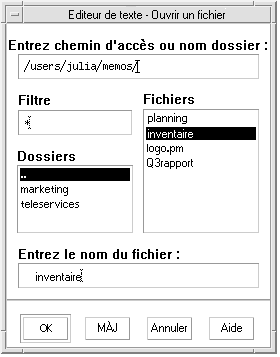 Editeur de texte - Ouvrir un fichier
Entrez chemin d'accès ou nom dossier :
/users/julia/memos/
Filtre
*
Fichiers
planning
inventaire
logo.pm
Q3rapport
Dossiers
..
marketing
teleservices
Entrez le nom du fichier :
inventaire
OK
MÀJ
Annuler
Aide